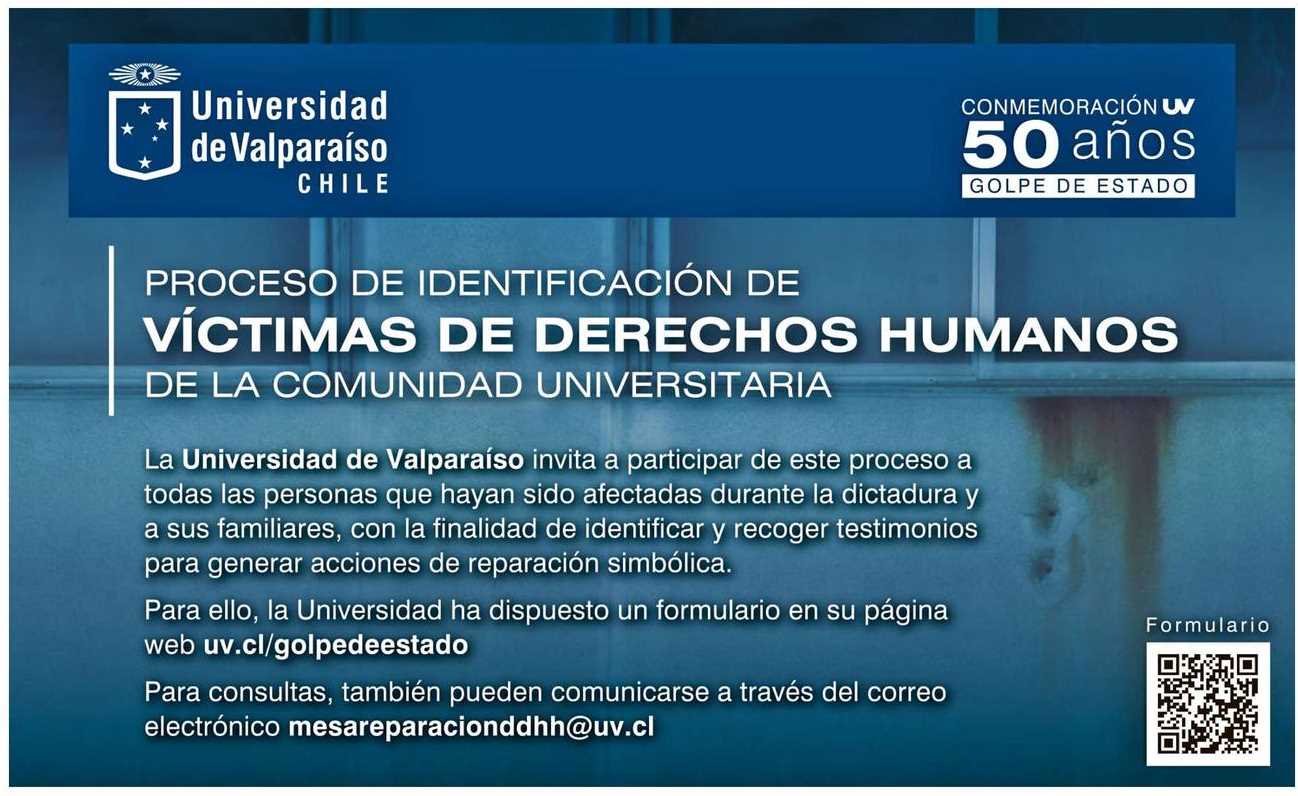 Universidad
de Valparaíso
CHILE
CONMEMORACIÓN UV
50 años
GOLPE DE ESTADO
PROCESO DE IDENTIFICACIÓN DE
VÍCTIMAS DE DERECHOS HUMANOS
DE LA COMUNIDAD UNIVERSITARIA
La Universidad de Valparaíso invita a participar de este proceso a
todas las personas que hayan sido afectadas durante la dictadura y
a sus familiares, con la finalidad de identificar y recoger testimonios
para generar acciones de reparación simbólica.
Para ello, la Universidad ha dispuesto un formulario en su página
web uv.cl/golpedeestado
Para consultas, también pueden comunicarse a través del correo
electrónico mesareparacionddhh@uv.cl
Formulario